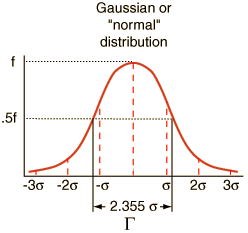 Gaussian or
"normal"
distribution
f
.5f
-3σ -2σ -σ σ 2σ 3σ
2.355 σ
Γ